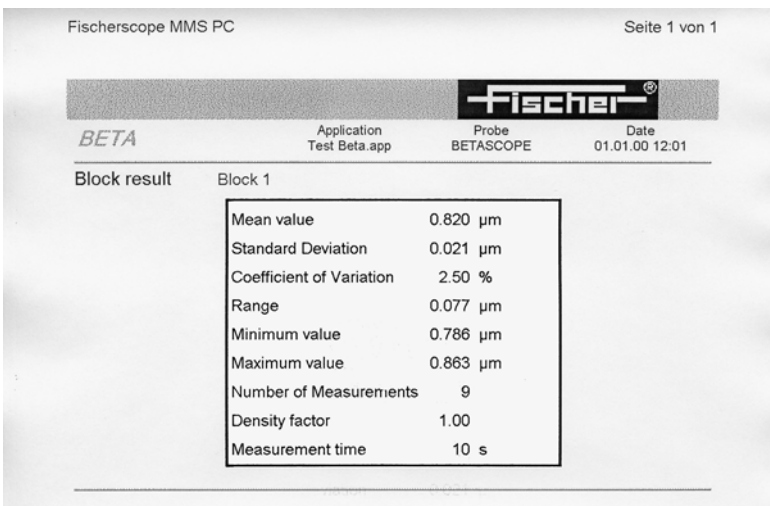 Fischerscope MMS PC Seite 1 von 1
Fischer®
BETA Application Probe Date
Test Beta.app BETASCOPE 01.01.00 12:01
Block result Block 1
Mean value 0.820 µm
Standard Deviation 0.021 µm
Coefficient of Variation 2.50 %
Range 0.077 µm
Minimum value 0.786 µm
Maximum value 0.863 µm
Number of Measurements 9
Density factor 1.00
Measurement time 10 s